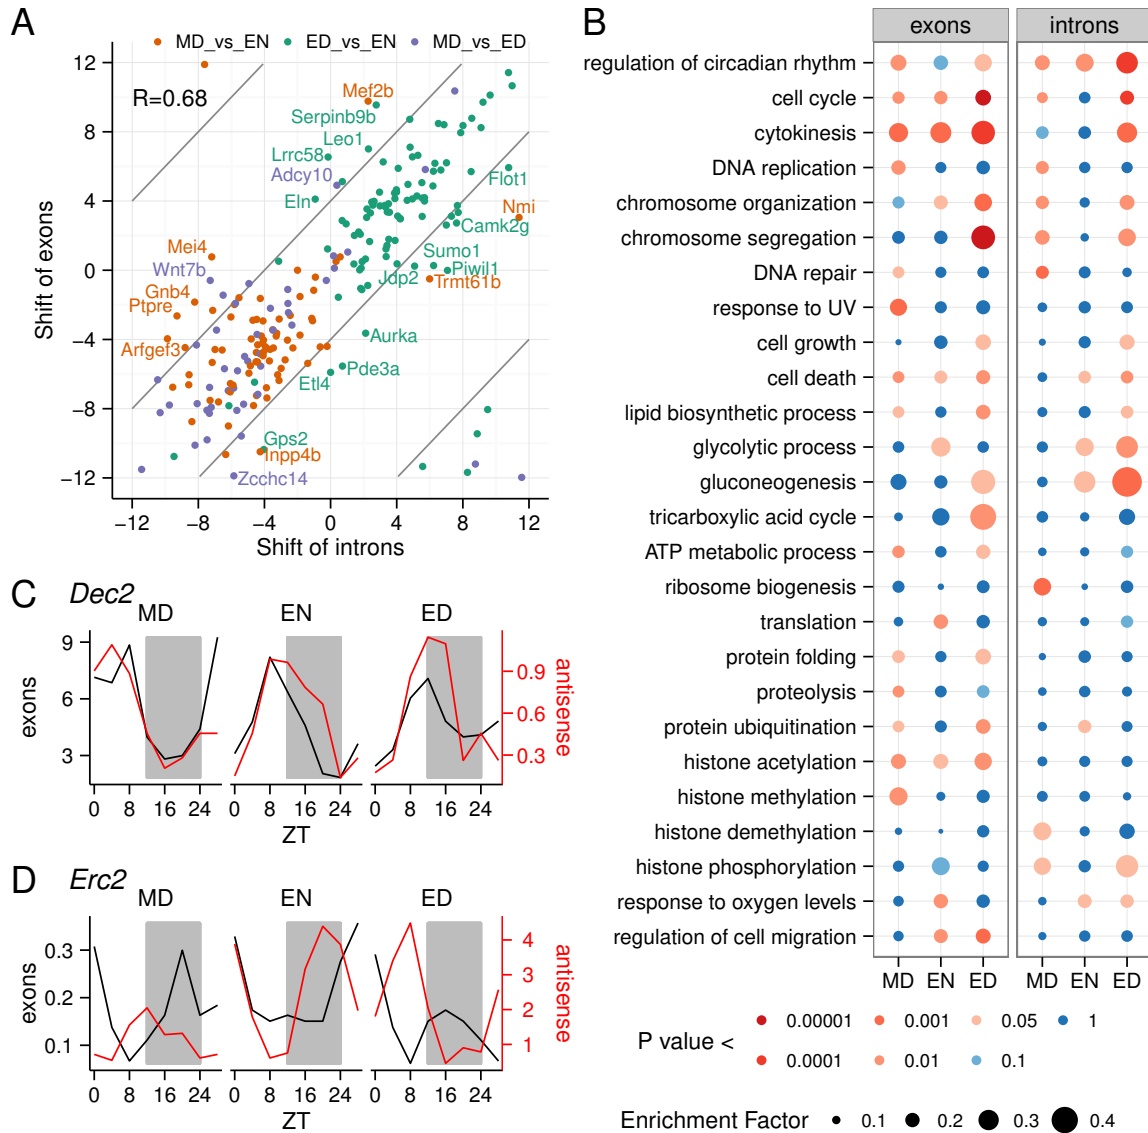 A
MD_vs_EN ED_vs_EN MD_vs_ED
R=0.68
Shift of exons
12
8
4
0
−4
−8
−12
Mef2b
Serpinb9b
Leo1
Lrrc58
Adcy10
Eln
Flot1
Nmi
Camk2g
Sumo1
Piwil1
Jdp2
Trmt61b
Mei4
Wnt7b
Gnb4
Ptpre
Arfgef3
Aurka
Pde3a
Etl4
Gps2
Inpp4b
Zcchc14
−12 −8 −4 0 4 8 12
Shift of introns
B
exons introns
regulation of circadian rhythm
cell cycle
cytokinesis
DNA replication
chromosome organization
chromosome segregation
DNA repair
response to UV
cell growth
cell death
lipid biosynthetic process
glycolytic process
gluconeogenesis
tricarboxylic acid cycle
ATP metabolic process
ribosome biogenesis
translation
protein folding
proteolysis
protein ubiquitination
histone acetylation
histone methylation
histone demethylation
histone phosphorylation
response to oxygen levels
regulation of cell migration
MD EN ED MD EN ED
P value <
0.00001 0.001 0.05 1
0.0001 0.01 0.1
Enrichment Factor 0.1 0.2 0.3 0.4
C
Dec2
MD EN ED
exons
9
6
3
antisense
0.9
0.6
0.3
0 8 16 24 0 8 16 24 0 8 16 24
ZT
D
Erc2
MD EN ED
exons
0.3
0.2
0.1
antisense
4
3
2
1
0 8 16 24 0 8 16 24 0 8 16 24
ZT